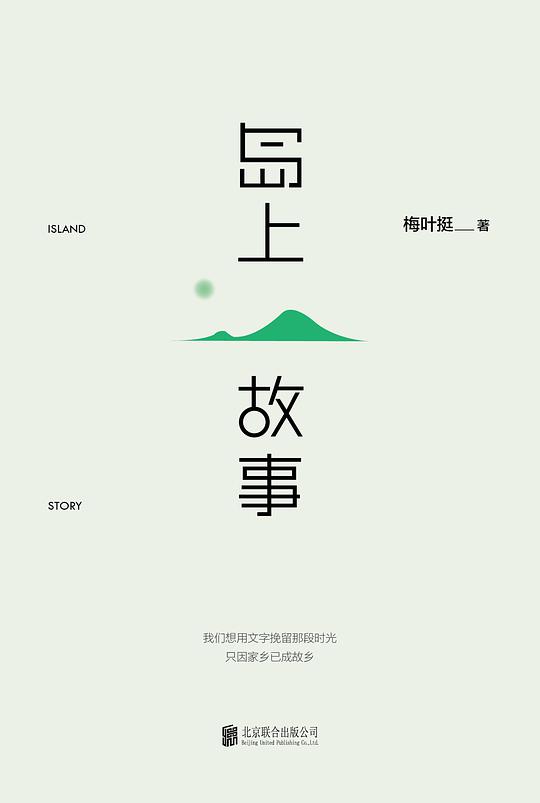 岛上
故事
ISLAND
STORY
梅叶挺__著
我们想用文字挽留那段时光
只因家乡已成故乡
北京联合出版公司
Beijing United Publishing Co.,Ltd.